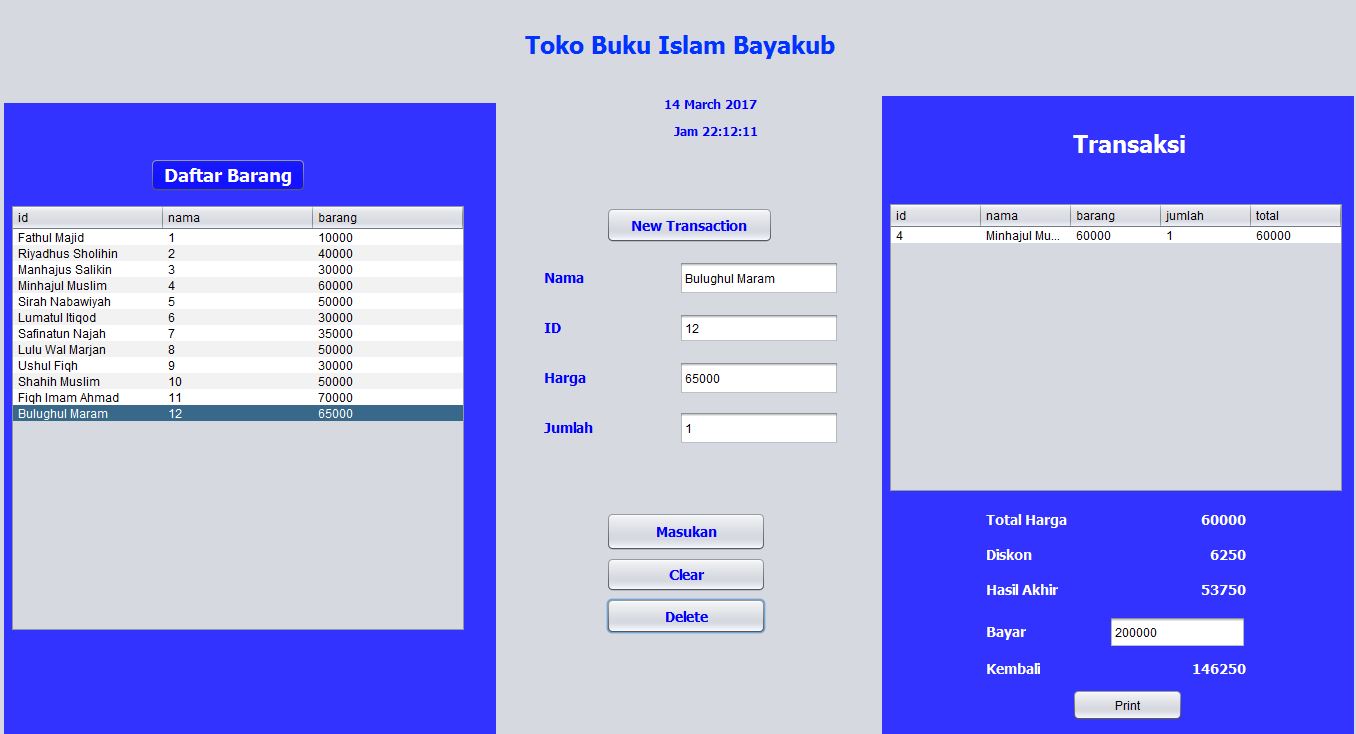 Toko Buku Islam Bayakub
14 March 2017
Jam 22:12:11
Daftar Barang
id nama barang
Fathul Majid 1 10000
Riyadhus Sholihin 2 40000
Manhajus Salikin 3 30000
Minhajul Muslim 4 60000
Sirah Nabawiyah 5 50000
Lumatul Itiqod 6 30000
Safinatun Najah 7 35000
Lulu Wal Marjan 8 50000
Ushul Fiqh 9 30000
Shahih Muslim 10 50000
Fiqh Imam Ahmad 11 70000
Bulughul Maram 12 65000
New Transaction
Nama Bulughul Maram
ID 12
Harga 65000
Jumlah 1
Masukan
Clear
Delete
Transaksi
id nama barang jumlah total
4 Minhajul Mu... 60000 1 60000
Total Harga 60000
Diskon 6250
Hasil Akhir 53750
Bayar 200000
Kembali 146250
Print